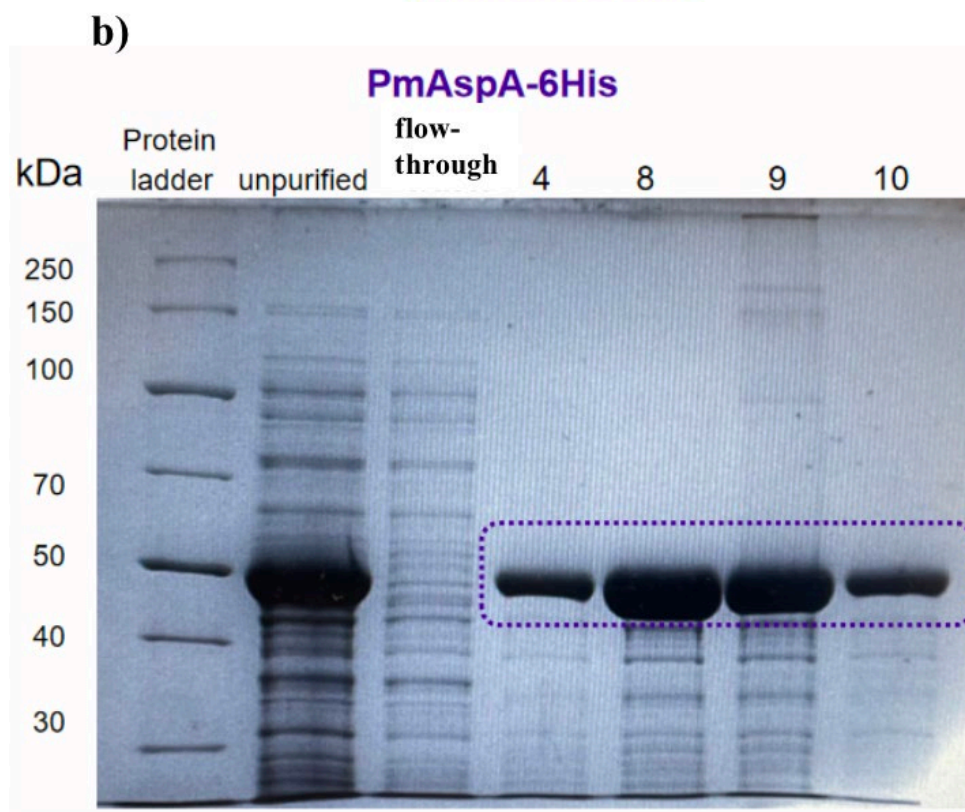 b)
PmAspA-6His
kDa
Protein
ladder
unpurified
flow-
through
4
8
9
10
250
150
100
70
50
40
30